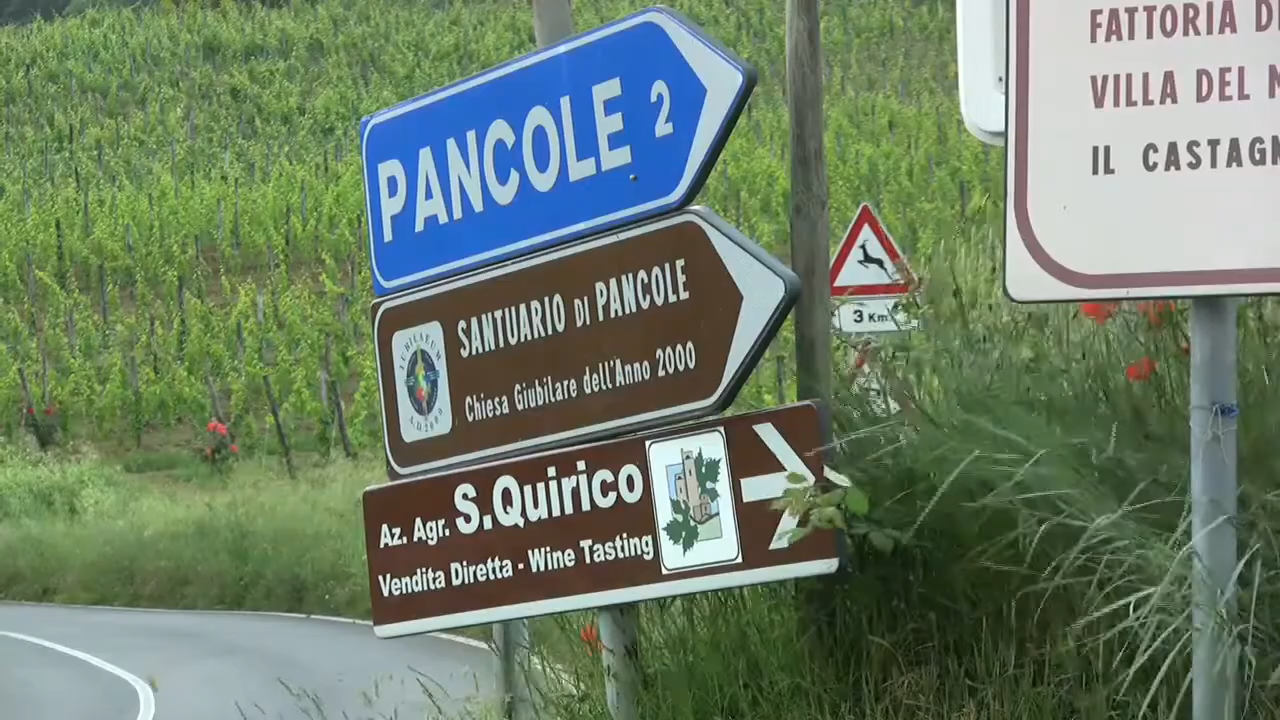 PANCOLE 2
SANTUARIO DI PANCOLE
Chiesa Giubilare dell'Anno 2000
Az. Agr. S.Quirico
Vendita Diretta - Wine Tasting
3 Km
FATTORIA D
VILLA DEL
IL CASTAGN